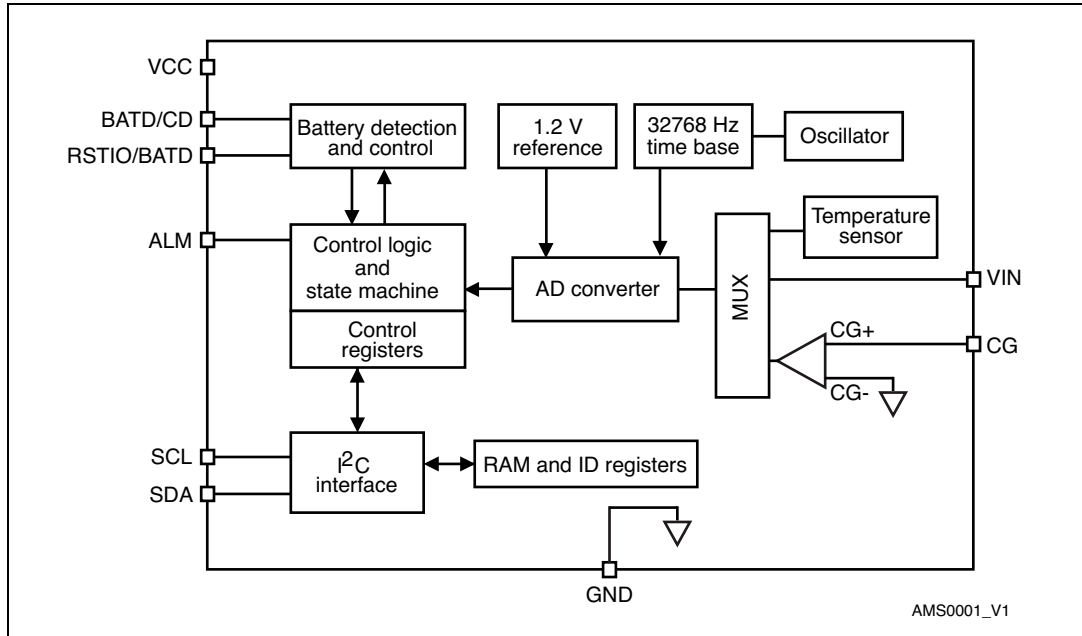 VCC
BATD/CD
RSTIO/BATD
Battery detection
and control
1.2 V
reference
32768 Hz
time base
Oscillator
ALM
Control logic
and
state machine
Control
registers
AD converter
MUX
Temperature
sensor
VIN
CG+
CG
CG-
SCL
SDA
I²C
interface
RAM and ID registers
GND
AMS0001_V1